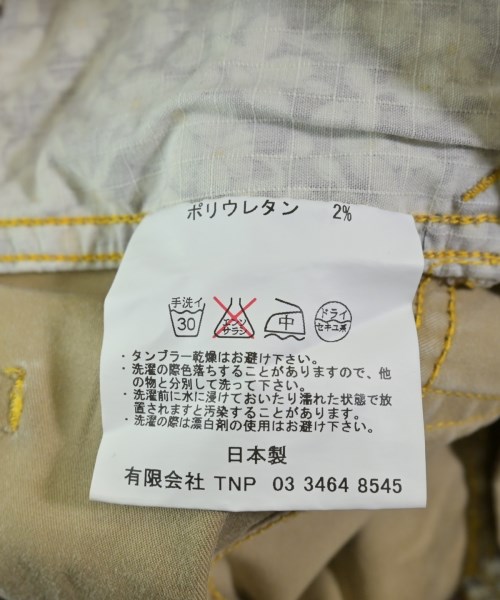 ポリウレタン 2%
手洗イ 30 エンソサラシ 中 ドライ セキユ系
・タンブラー乾燥はお避け下さい。
・洗濯の際色落ちすることがありますので、他
の物と分別して洗って下さい。
・洗濯前に水に浸けておいたり濡れた状態で放
置されますと汚染することがあります。
・洗濯の際は漂白剤の使用はお避け下さい。
日本製
有限会社 TNP 03 3464 8545